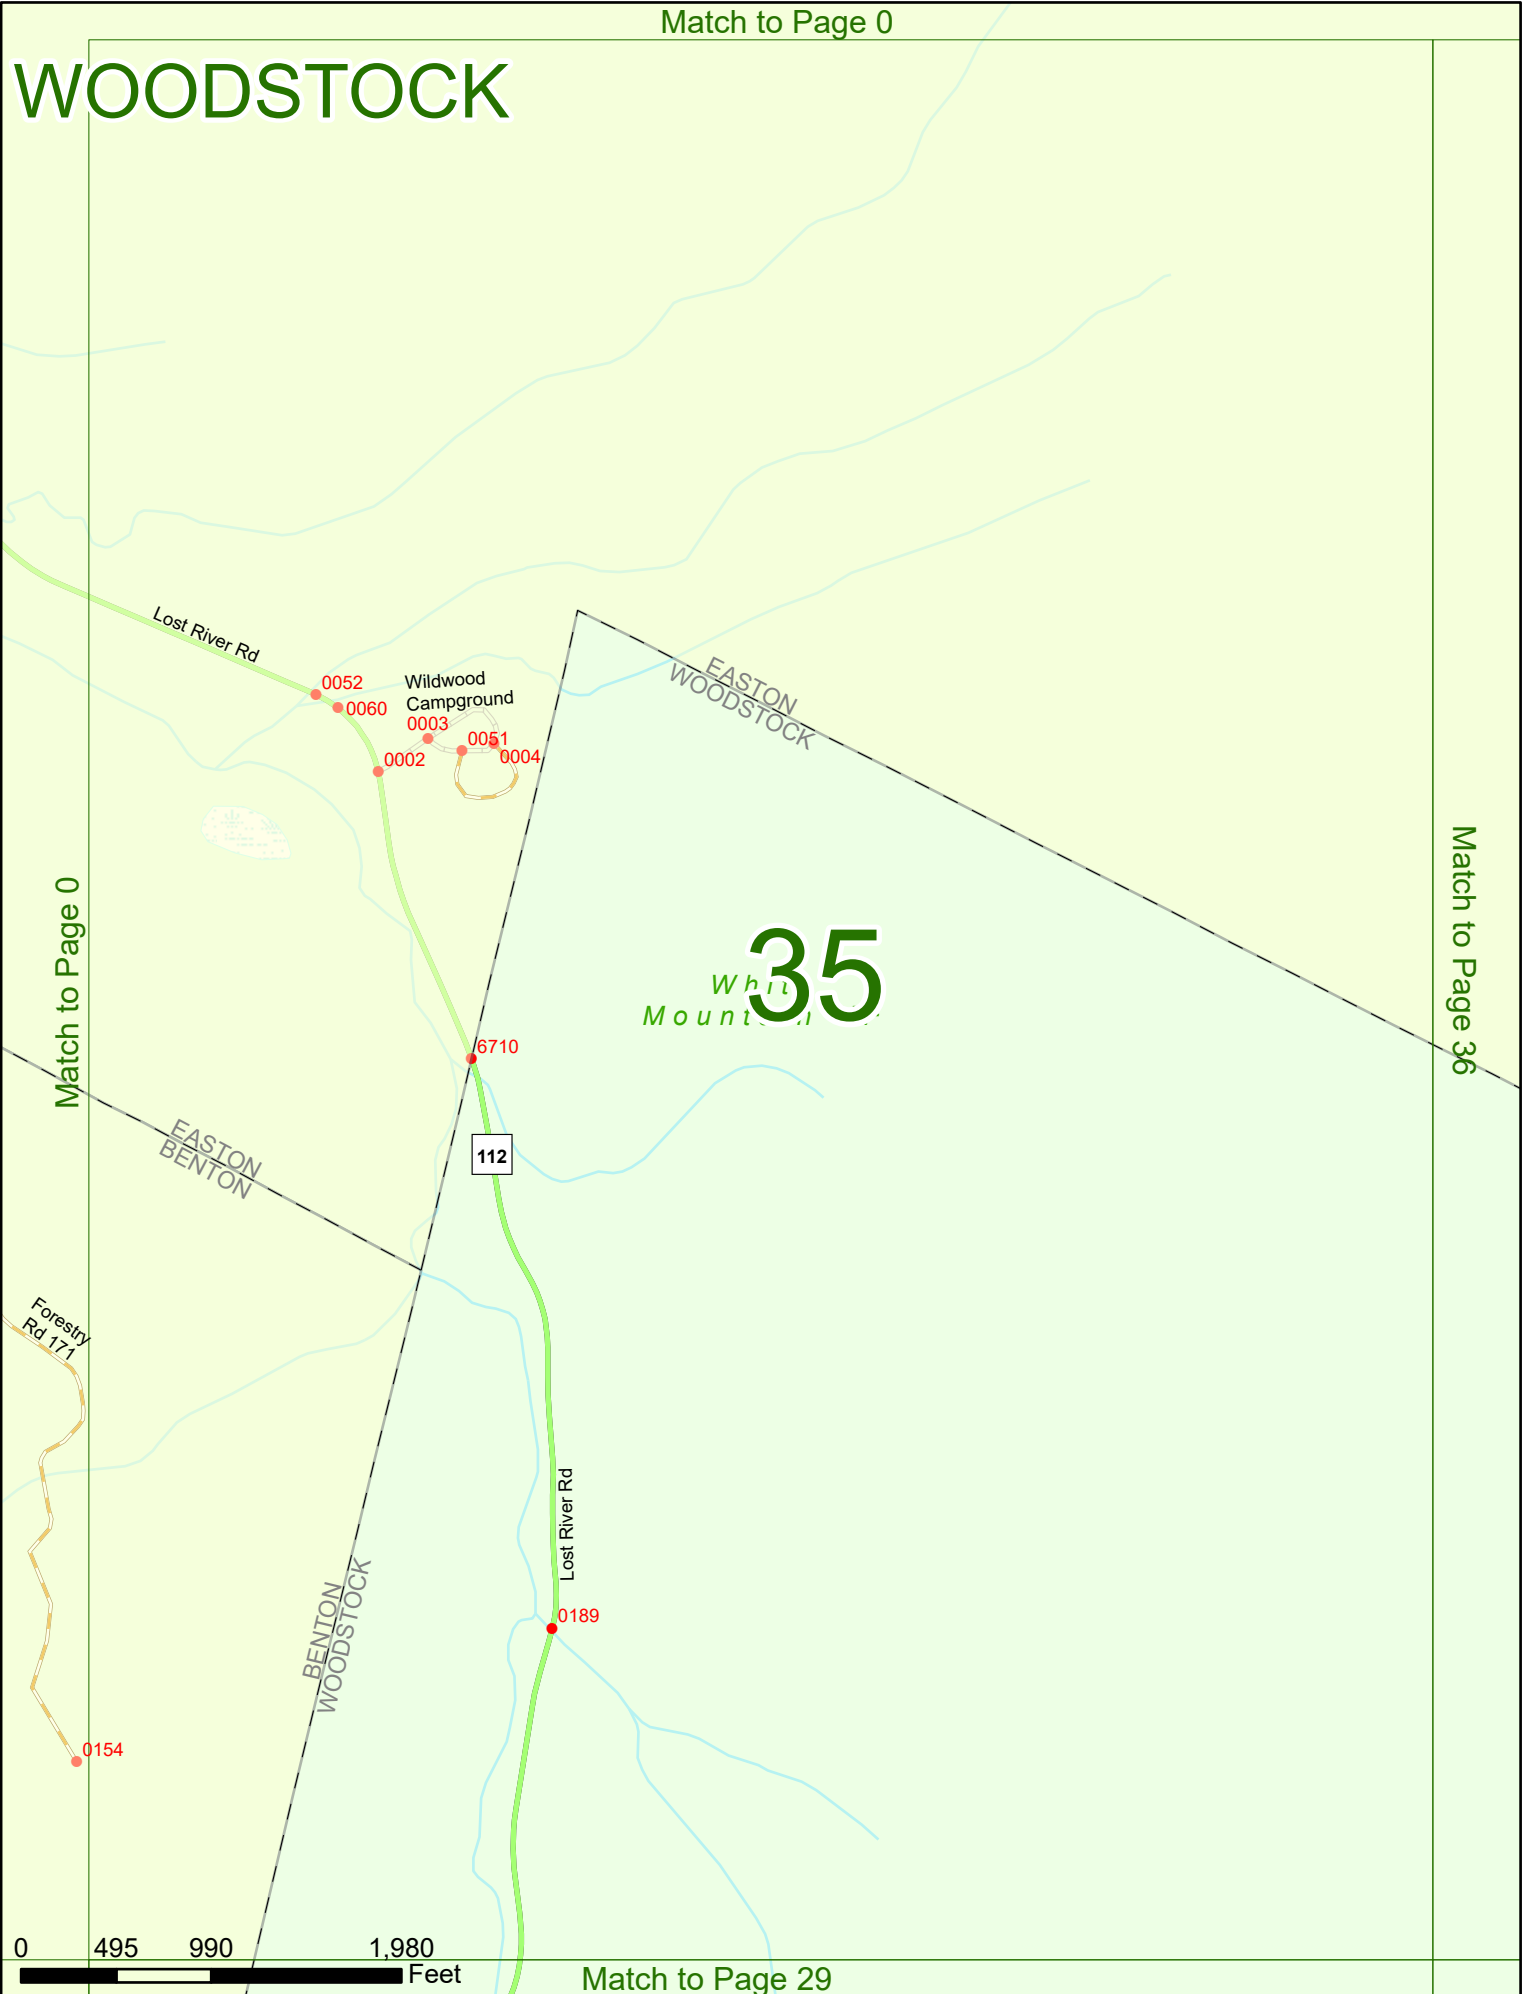 Match to Page 0
WOODSTOCK
Lost River Rd
0052
Wildwood
Campground
0060
0003
0051
0002
0004
EASTON
WOODSTOCK
Match to Page 0
Match to Page 36
35
6710
112
EASTON
BENTON
Forestry
Rd 171
Lost River Rd
BENTON
WOODSTOCK
0189
0154
0 495 990 1,980
Feet
Match to Page 29